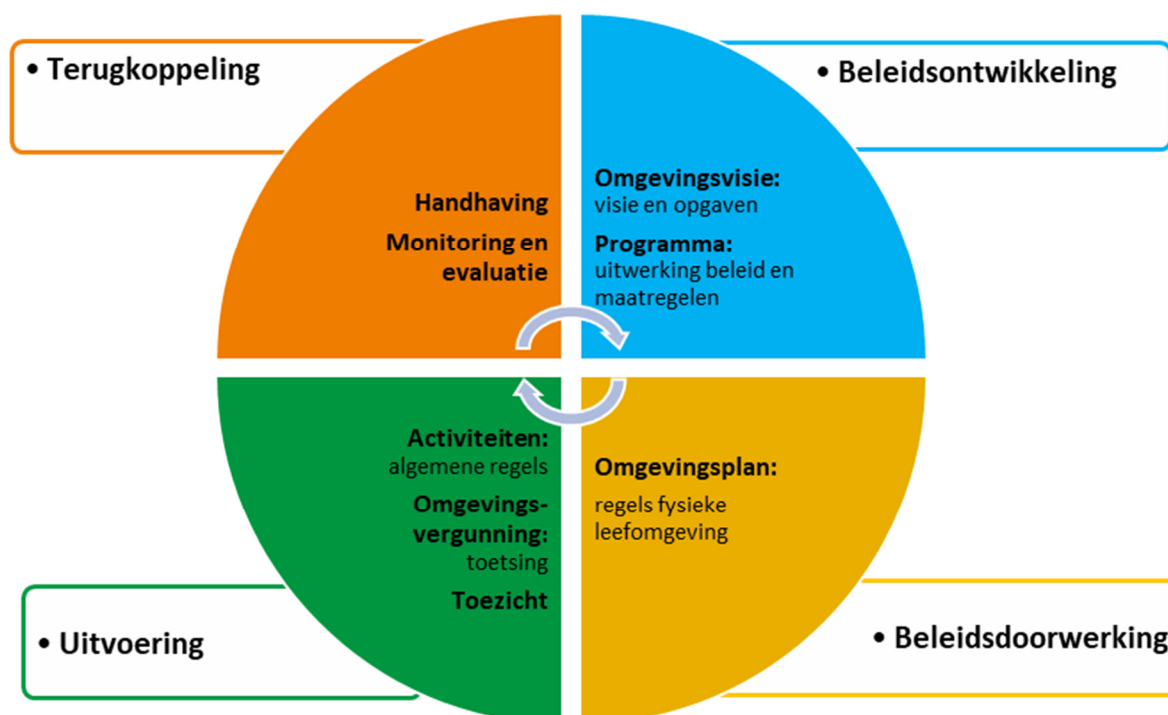 • Terugkoppeling
• Beleidsontwikkeling
Handhaving
Monitoring en
evaluatie
Omgevingsvisie:
visie en opgaven
Programma:
uitwerking beleid en
maatregelen
Activiteiten:
algemene regels
Omgevings-
vergunning:
toetsing
Toezicht
Omgevingsplan:
regels fysieke
leefomgeving
• Uitvoering
• Beleidsdoorwerking